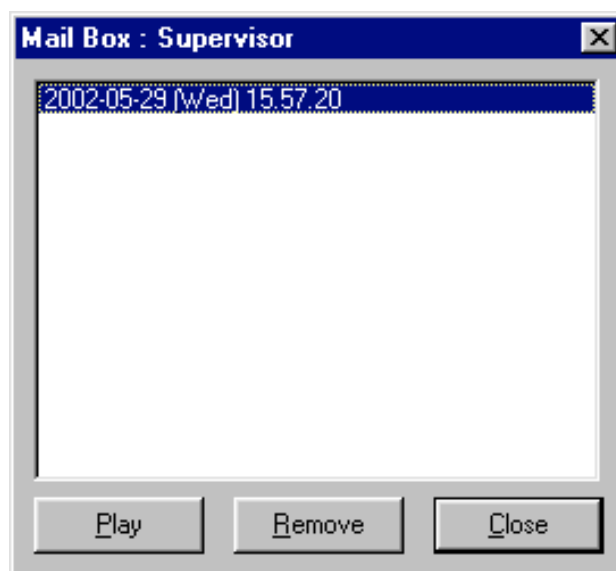 Mail Box : Supervisor
2002-05-29 (Wed) 15.57.20
Play
Remove
Close